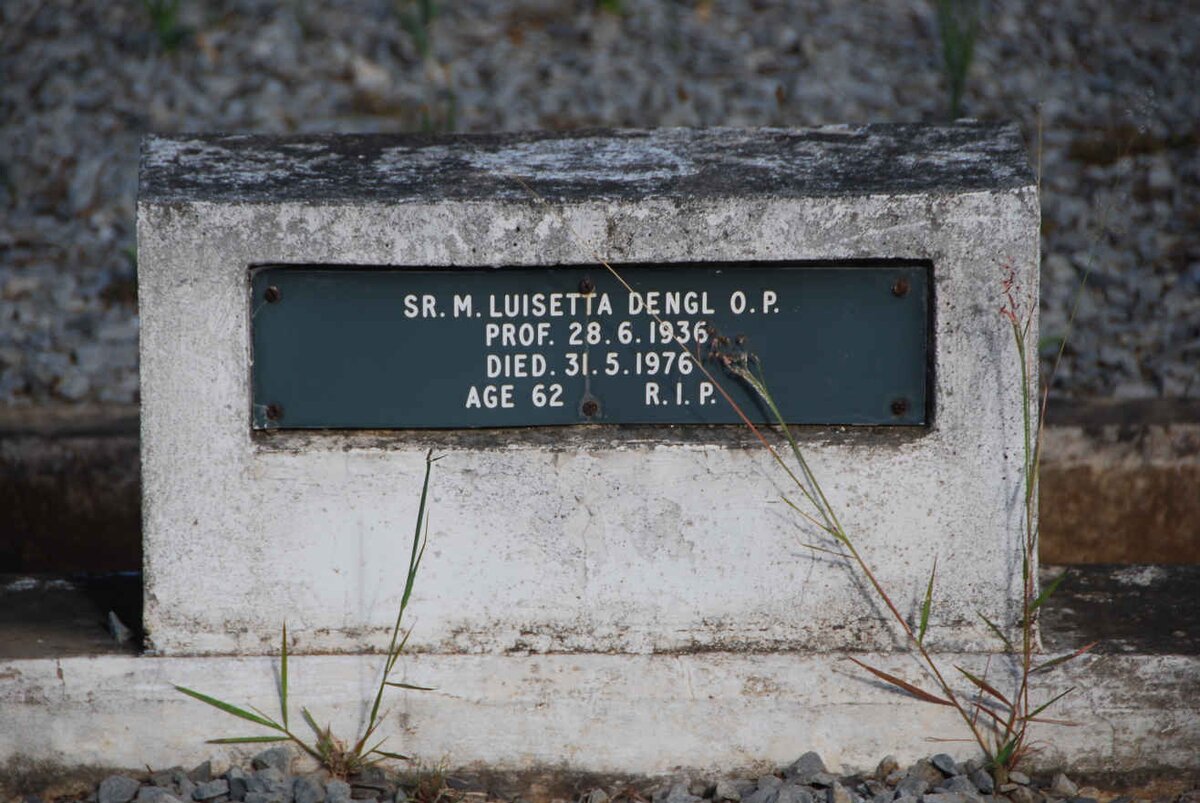 SR. M. LUISETTA DENGL O.P.
PROF. 28.6.1936
DIED. 31.5.1976
AGE 62 R.I.P.